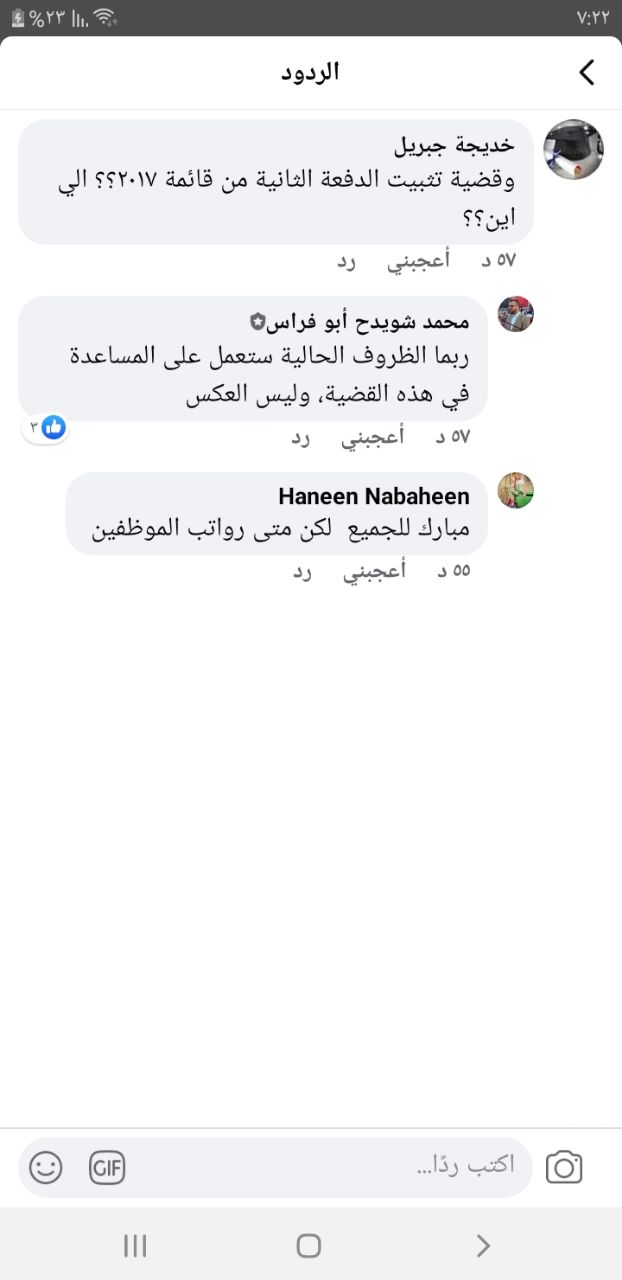 %٢٣ ٧:٢٢
الردود
خديجة جبريل
وقضية تثبيت الدفعة الثانية من قائمة ٢٠١٧؟؟ الي
اين؟؟
٥٧ د أعجبني رد
محمد شويدح أبو فراس
ربما الظروف الحالية ستعمل على المساعدة
في هذه القضية، وليس العكس
٣
٥٧ د أعجبني رد
Haneen Nabaheen
مبارك للجميع لكن متى رواتب الموظفين
٥٥ د أعجبني رد
اكتب ردًا...
GIF